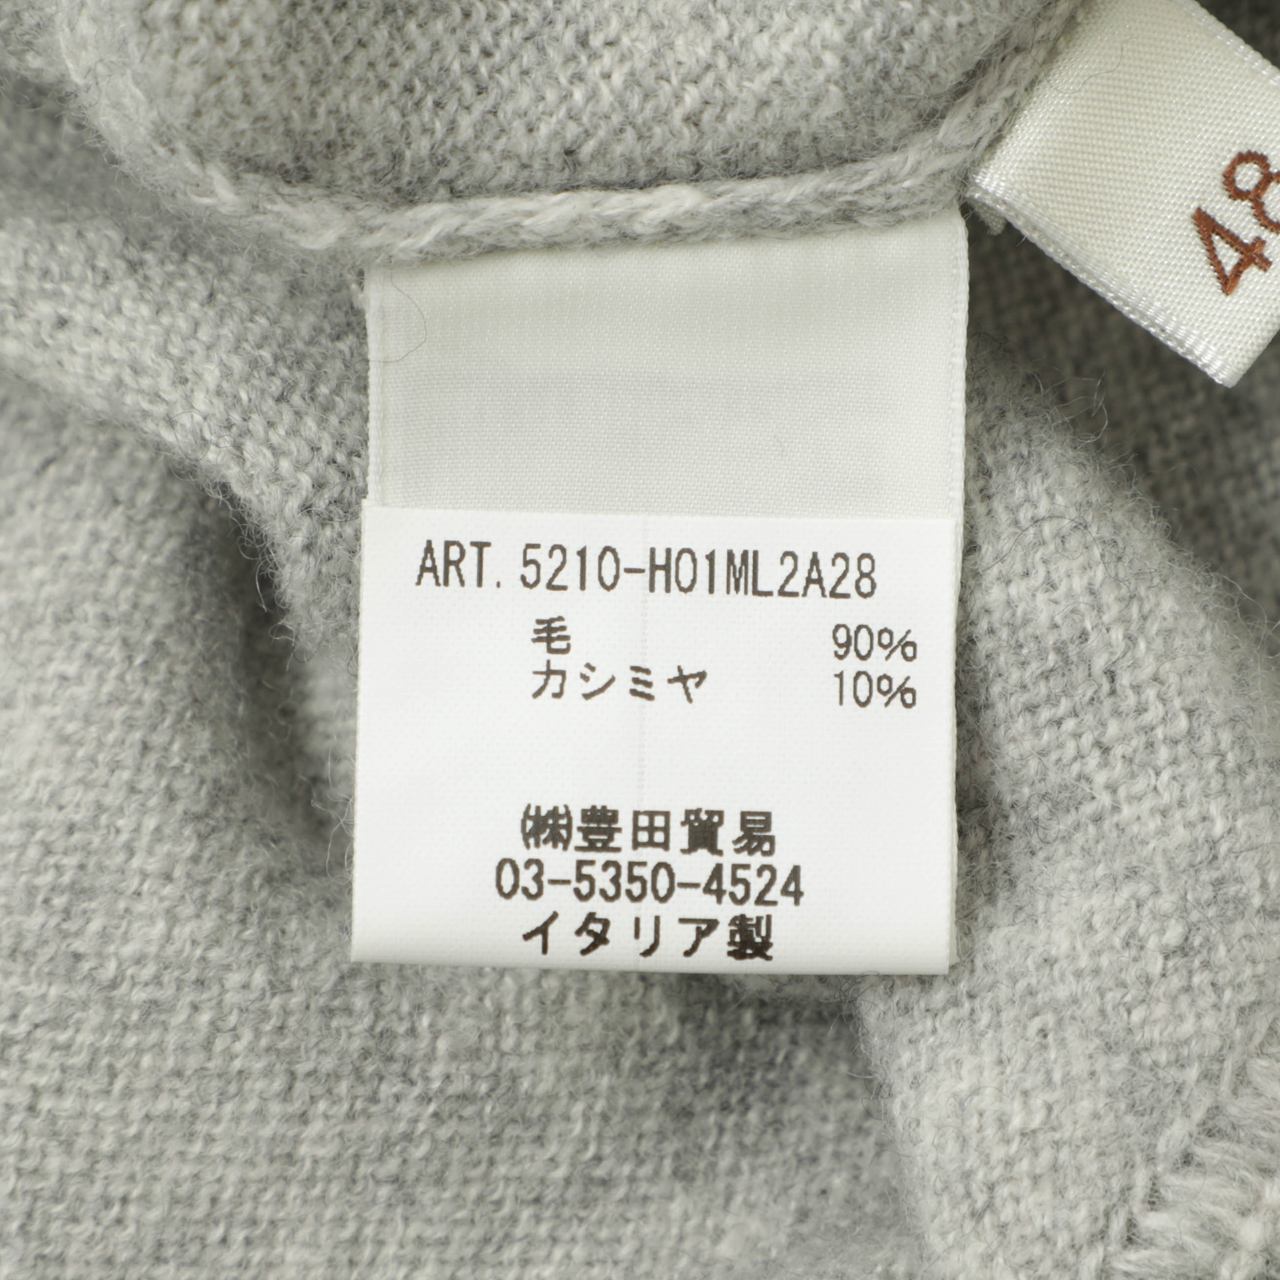 48
ART. 5210-H01ML2A28
毛 90%
カシミヤ 10%
㈱豊田貿易
03-5350-4524
イタリア製